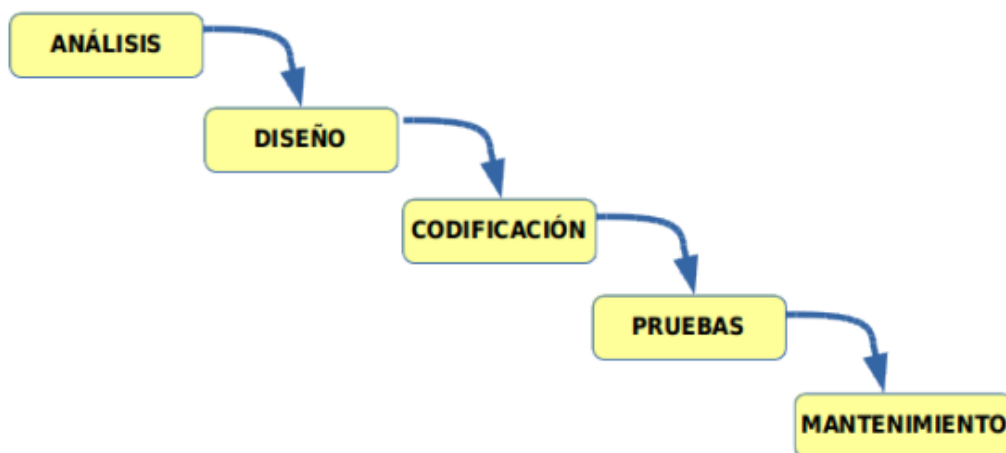 ANÁLISIS
DISEÑO
CODIFICACIÓN
PRUEBAS
MANTENIMIENTO